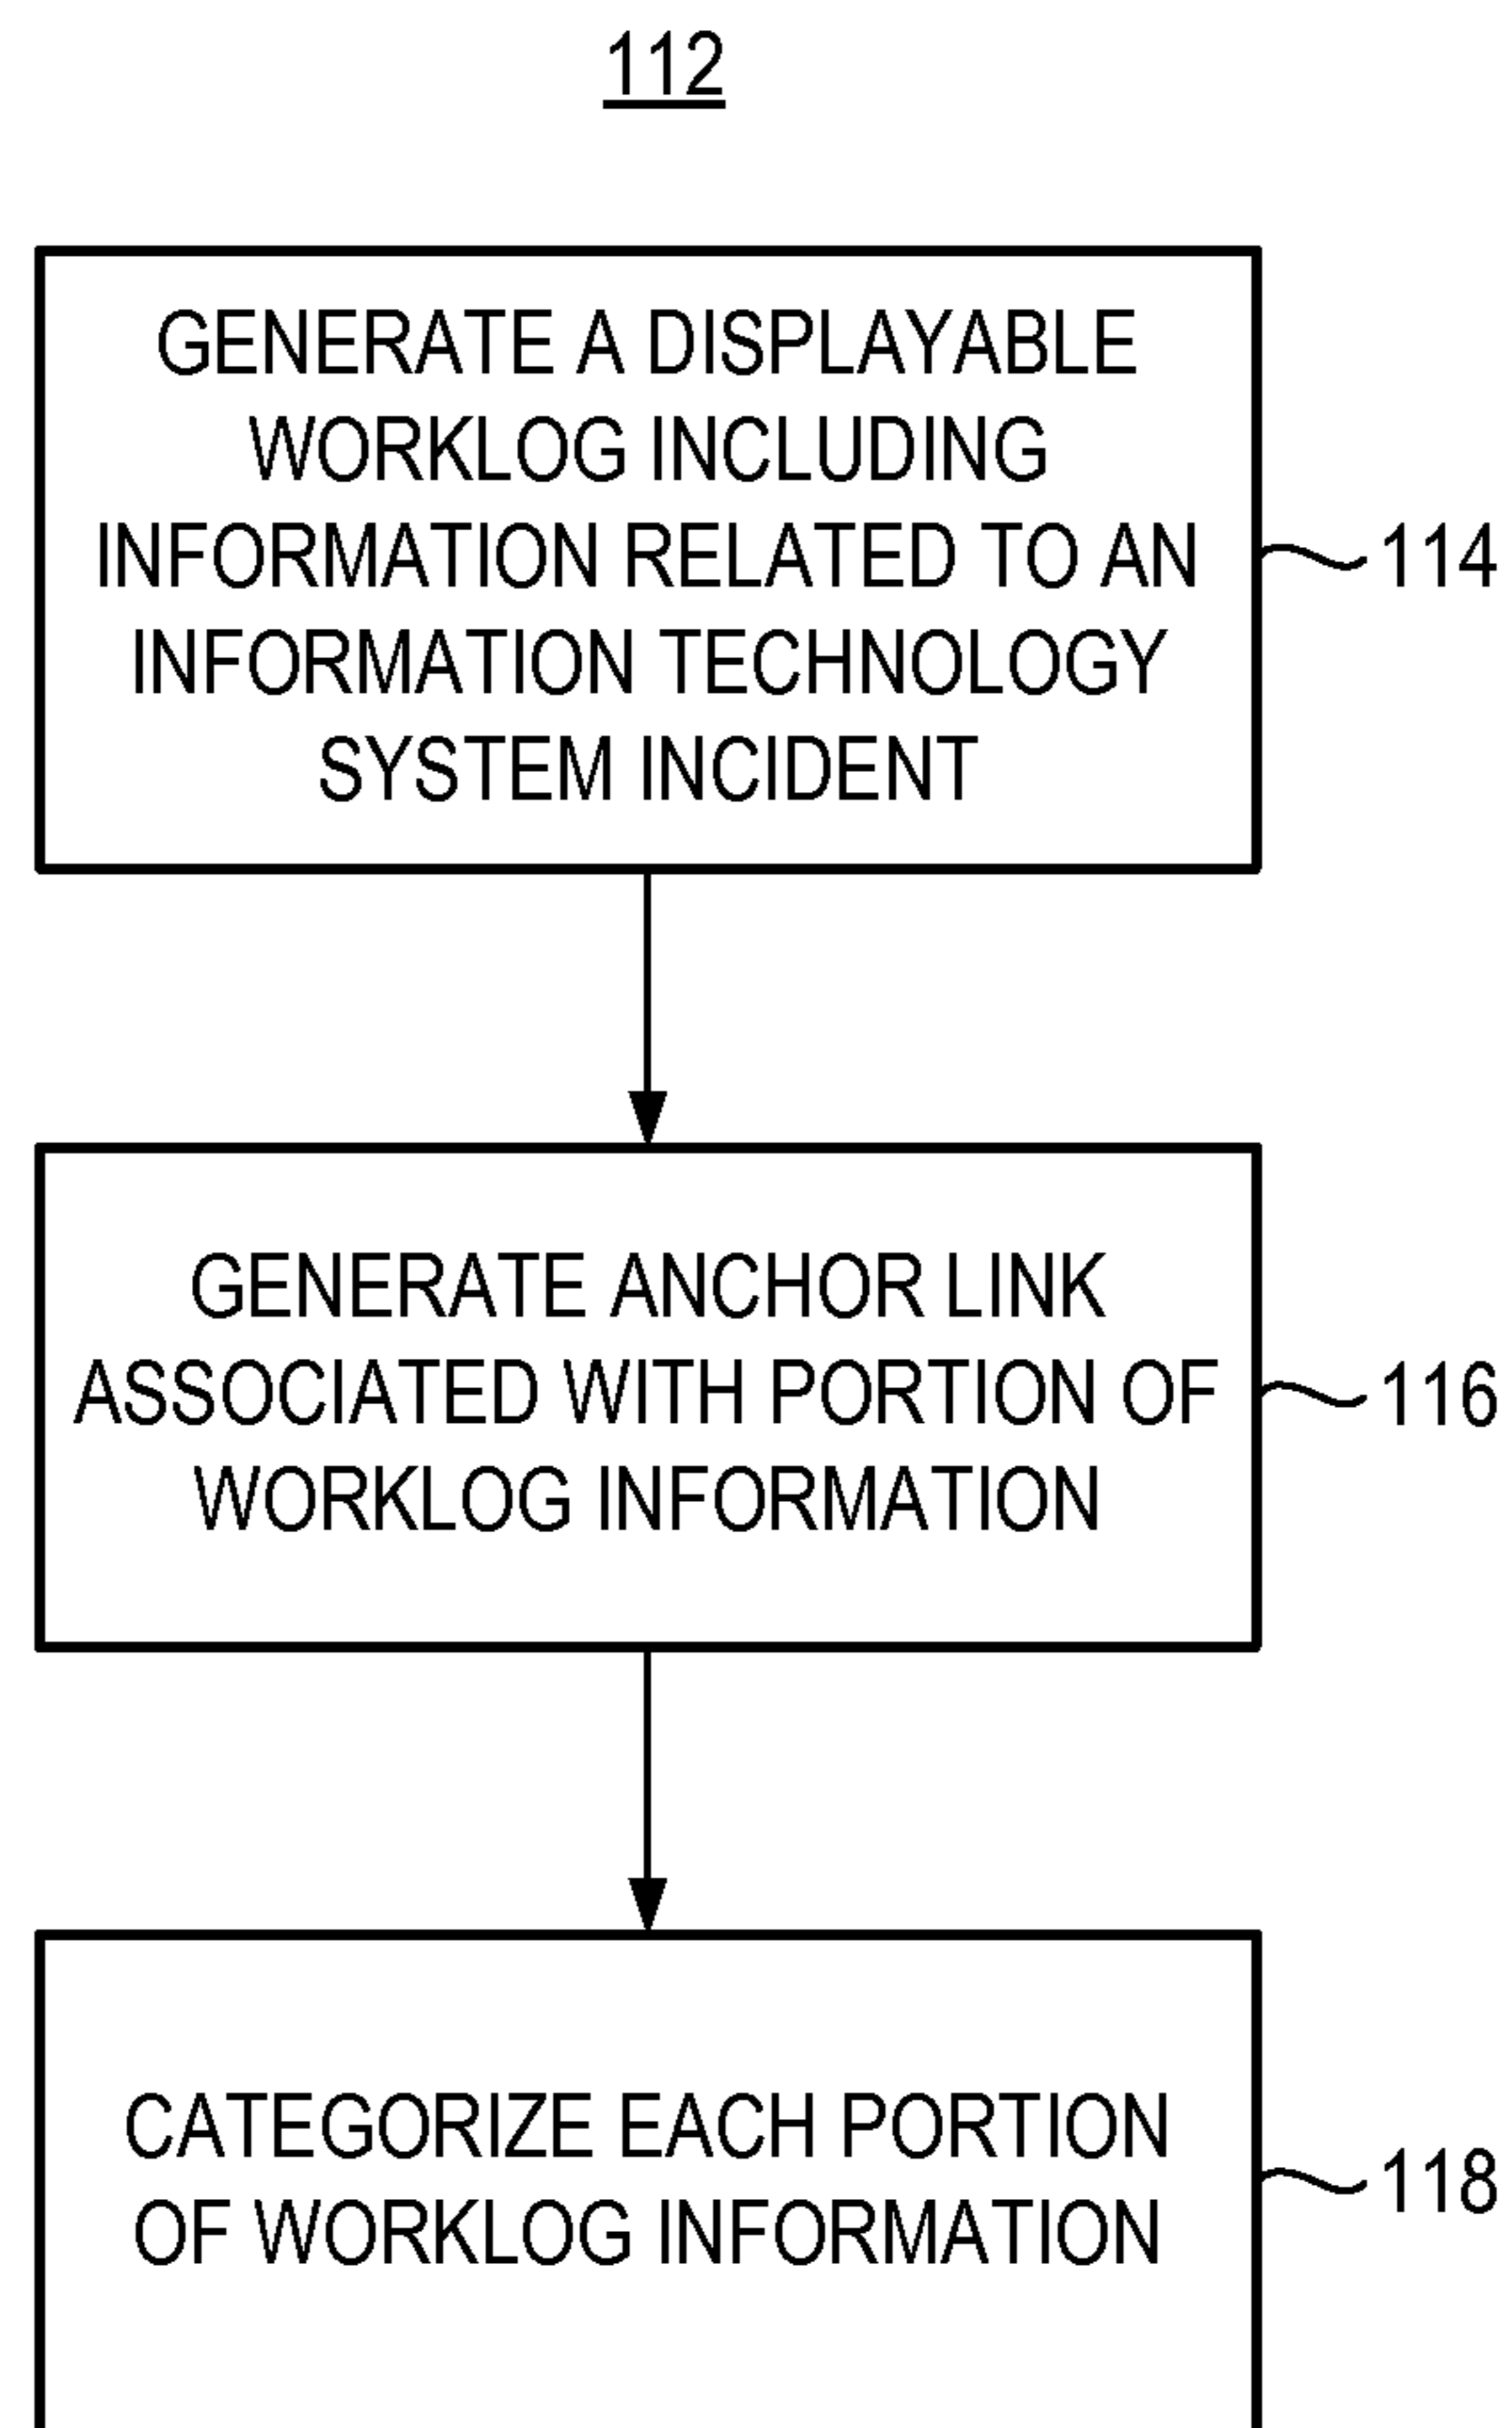 112
GENERATE A DISPLAYABLE
WORKLOG INCLUDING
INFORMATION RELATED TO AN
INFORMATION TECHNOLOGY
SYSTEM INCIDENT
114
GENERATE ANCHOR LINK
ASSOCIATED WITH PORTION OF
WORKLOG INFORMATION
116
CATEGORIZE EACH PORTION
OF WORKLOG INFORMATION
118